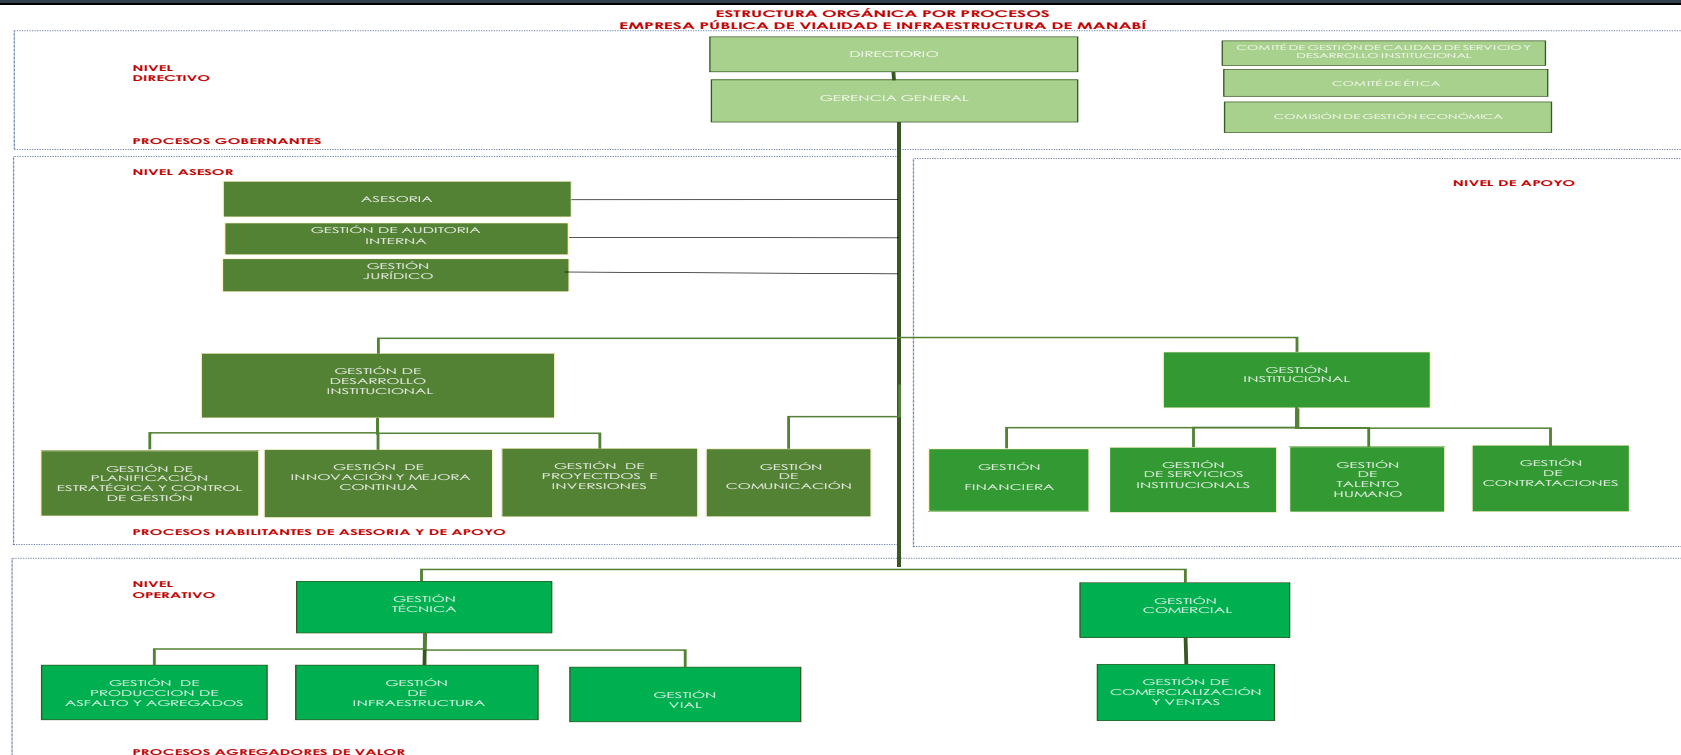 ESTRUCTURA ORGÁNICA POR PROCESOS
EMPRESA PÚBLICA DE VIALIDAD E INFRAESTRUCTURA DE MANABÍ
NIVEL
DIRECTIVO
DIRECTORIO
GERENCIA GENERAL
COMITÉ DE GESTIÓN DE CALIDAD DE SERVICIO Y
DESARROLLO INSTITUCIONAL
COMITÉ DE ÉTICA
COMISIÓN DE GESTIÓN ECONÓMICA
PROCESOS GOBERNANTES
NIVEL ASESOR
NIVEL DE APOYO
ASESORIA
GESTIÓN DE AUDITORIA
INTERNA
GESTIÓN
JURÍDICO
GESTIÓN DE
DESARROLLO
INSTITUCIONAL
GESTIÓN
INSTITUCIONAL
GESTIÓN DE
PLANIFICACIÓN
ESTRATÉGICA Y CONTROL
DE GESTIÓN
GESTIÓN DE
INNOVACIÓN Y MEJORA
CONTINUA
GESTIÓN DE
PROYECTDOS E
INVERSIONES
GESTIÓN
DE
COMUNICACIÓN
GESTIÓN
FINANCIERA
GESTIÓN
DE SERVICIOS
INSTITUCIONALS
GESTIÓN
DE
TALENTO
HUMANO
GESTIÓN
DE
CONTRATACIONES
PROCESOS HABILITANTES DE ASESORIA Y DE APOYO
NIVEL
OPERATIVO
GESTIÓN
TÉCNICA
GESTIÓN
COMERCIAL
GESTIÓN DE
PRODUCCION DE
ASFALTO Y AGREGADOS
GESTIÓN
DE
INFRAESTRUCTURA
GESTIÓN
VIAL
GESTIÓN DE
COMERCIALIZACIÓN
Y VENTAS
PROCESOS AGREGADORES DE VALOR